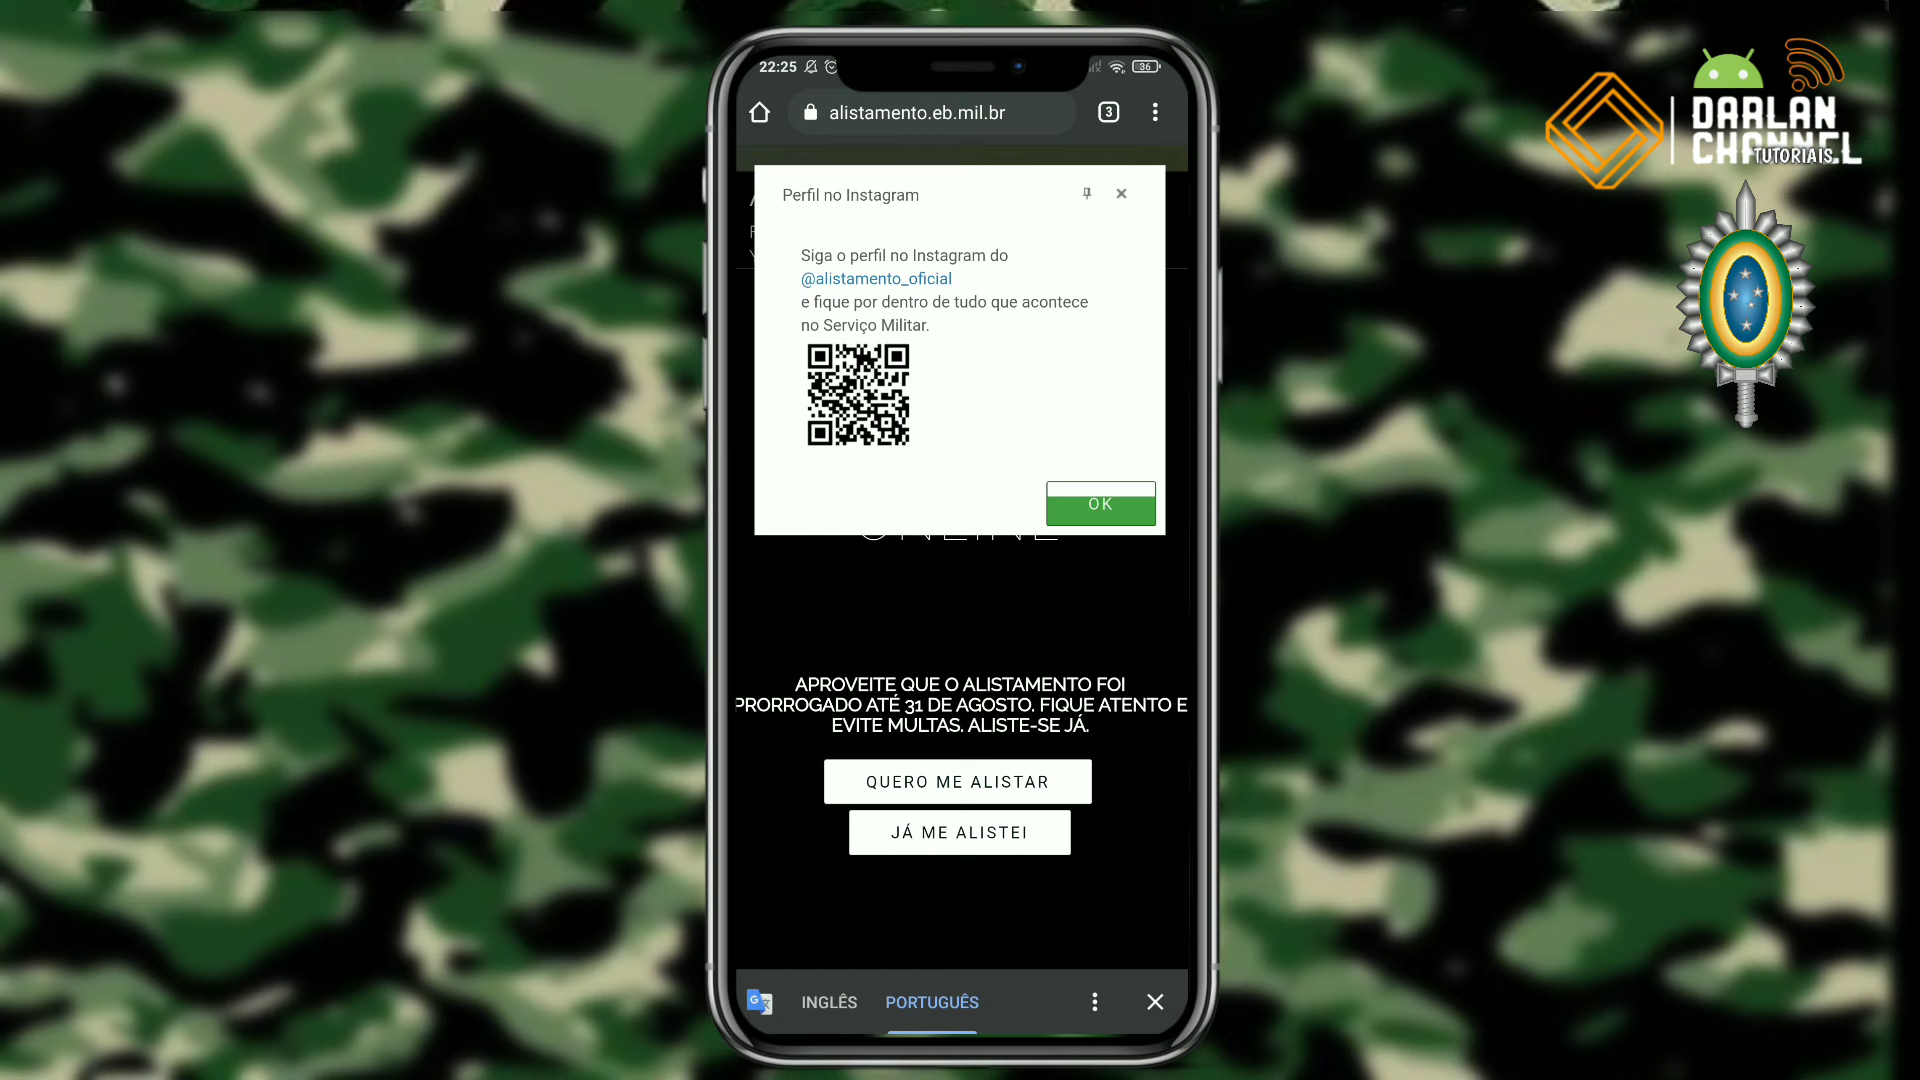 22:25
36
alistamento.eb.mil.br
3
Perfil no Instagram
Siga o perfil no Instagram do
@alistamento_oficial
e fique por dentro de tudo que acontece
no Serviço Militar.
OK
ONLINE
APROVEITE QUE O ALISTAMENTO FOI
PRORROGADO ATÉ 31 DE AGOSTO. FIQUE ATENTO E
EVITE MULTAS. ALISTE-SE JÁ.
QUERO ME ALISTAR
JÁ ME ALISTEI
INGLÊS PORTUGUÊS
DARLAN
CHANNEL
TUTORIAIS